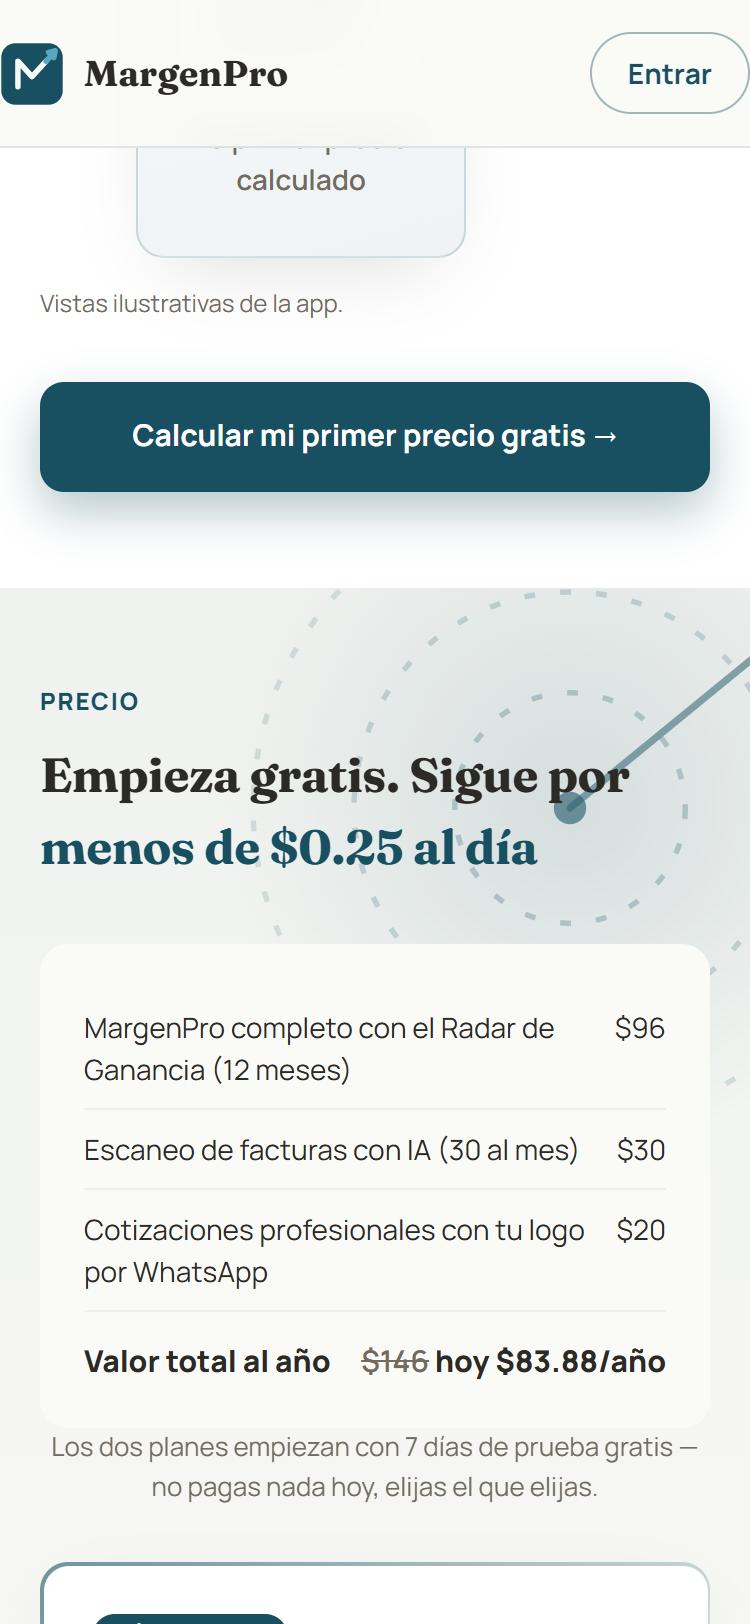 MargenPro
Entrar
calculado
Vistas ilustrativas de la app.
Calcular mi primer precio gratis →
PRECIO
Empieza gratis. Sigue por
menos de $0.25 al día
MargenPro completo con el Radar de $96
Ganancia (12 meses)
Escaneo de facturas con IA (30 al mes) $30
Cotizaciones profesionales con tu logo $20
por WhatsApp
Valor total al año $146 hoy $83.88/año
Los dos planes empiezan con 7 días de prueba gratis —
no pagas nada hoy, elijas el que elijas.